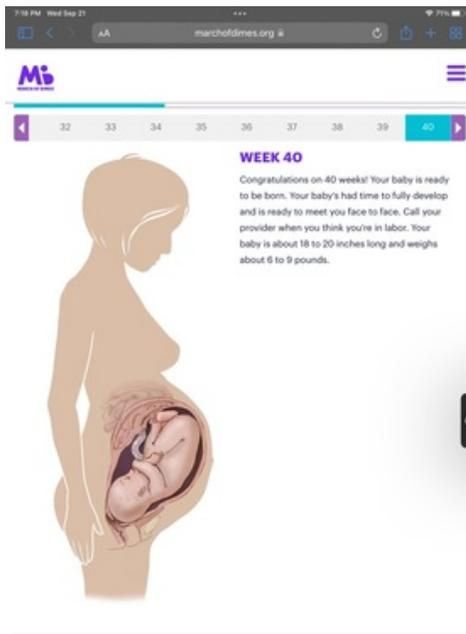 7:18 PM Wed Sep 21
71%
AA
marchofdimes.org
MARCH OF DIMES
32 33 34 35 36 37 38 39 40
WEEK 40
Congratulations on 40 weeks! Your baby is ready
to be born. Your baby's had time to fully develop
and is ready to meet you face to face. Call your
provider when you think you're in labor. Your
baby is about 18 to 20 inches long and weighs
about 6 to 9 pounds.